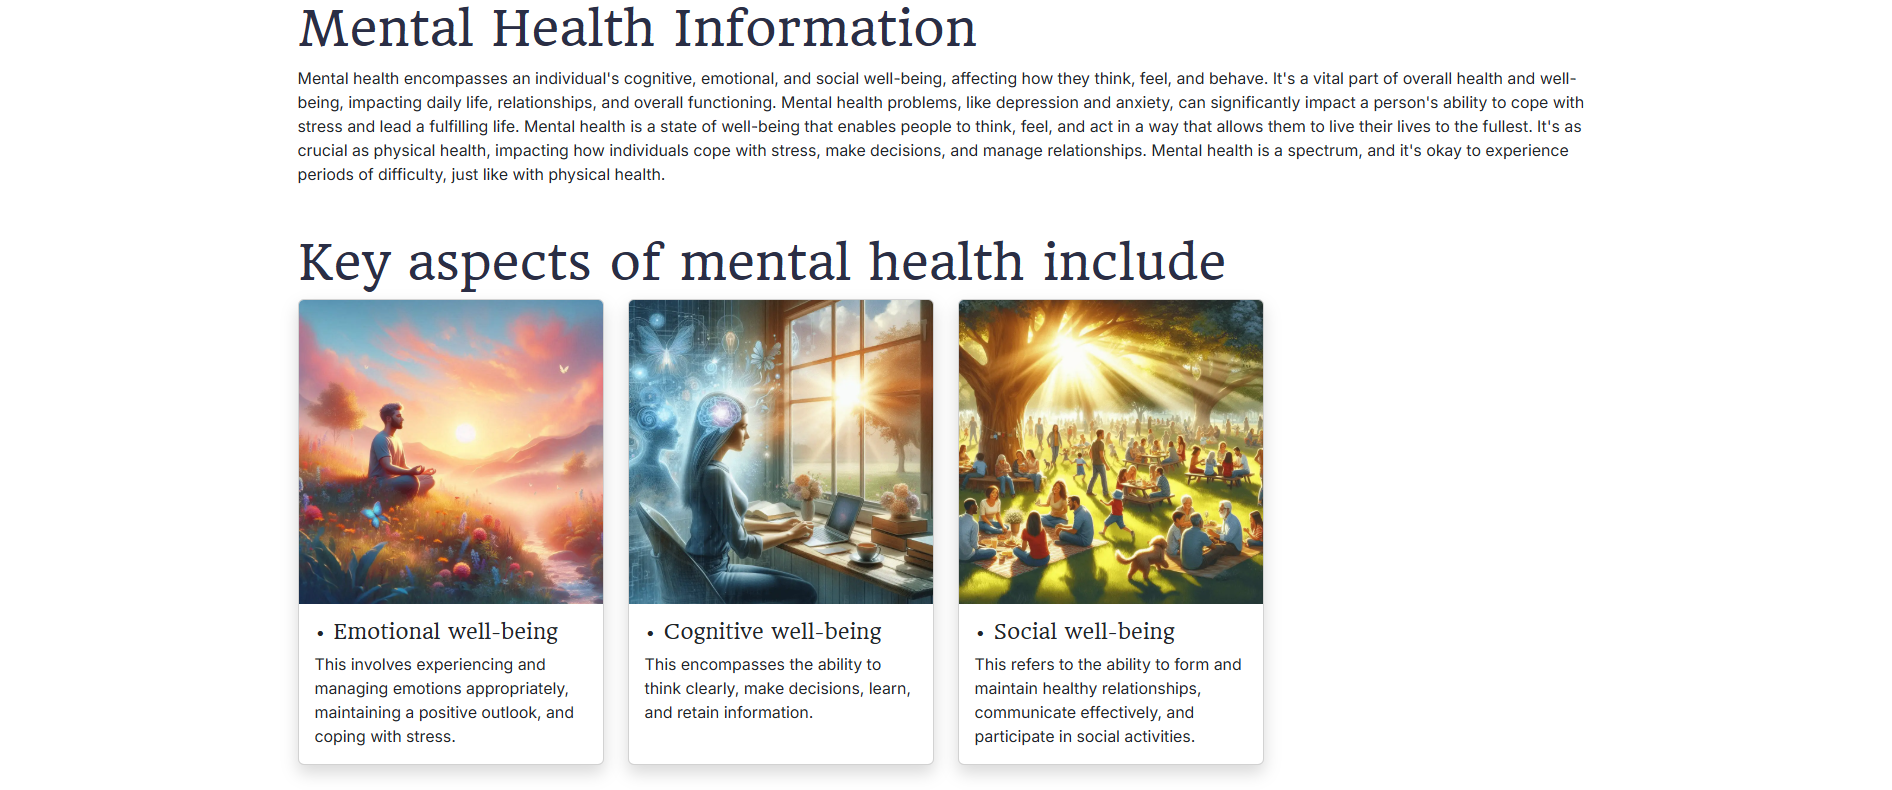 Mental Health Information
Mental health encompasses an individual's cognitive, emotional, and social well-being, affecting how they think, feel, and behave. It's a vital part of overall health and well-
being, impacting daily life, relationships, and overall functioning. Mental health problems, like depression and anxiety, can significantly impact a person's ability to cope with
stress and lead a fulfilling life. Mental health is a state of well-being that enables people to think, feel, and act in a way that allows them to live their lives to the fullest. It's as
crucial as physical health, impacting how individuals cope with stress, make decisions, and manage relationships. Mental health is a spectrum, and it's okay to experience
periods of difficulty, just like with physical health.
Key aspects of mental health include
• Emotional well-being
This involves experiencing and
managing emotions appropriately,
maintaining a positive outlook, and
coping with stress.
• Cognitive well-being
This encompasses the ability to
think clearly, make decisions, learn,
and retain information.
• Social well-being
This refers to the ability to form and
maintain healthy relationships,
communicate effectively, and
participate in social activities.